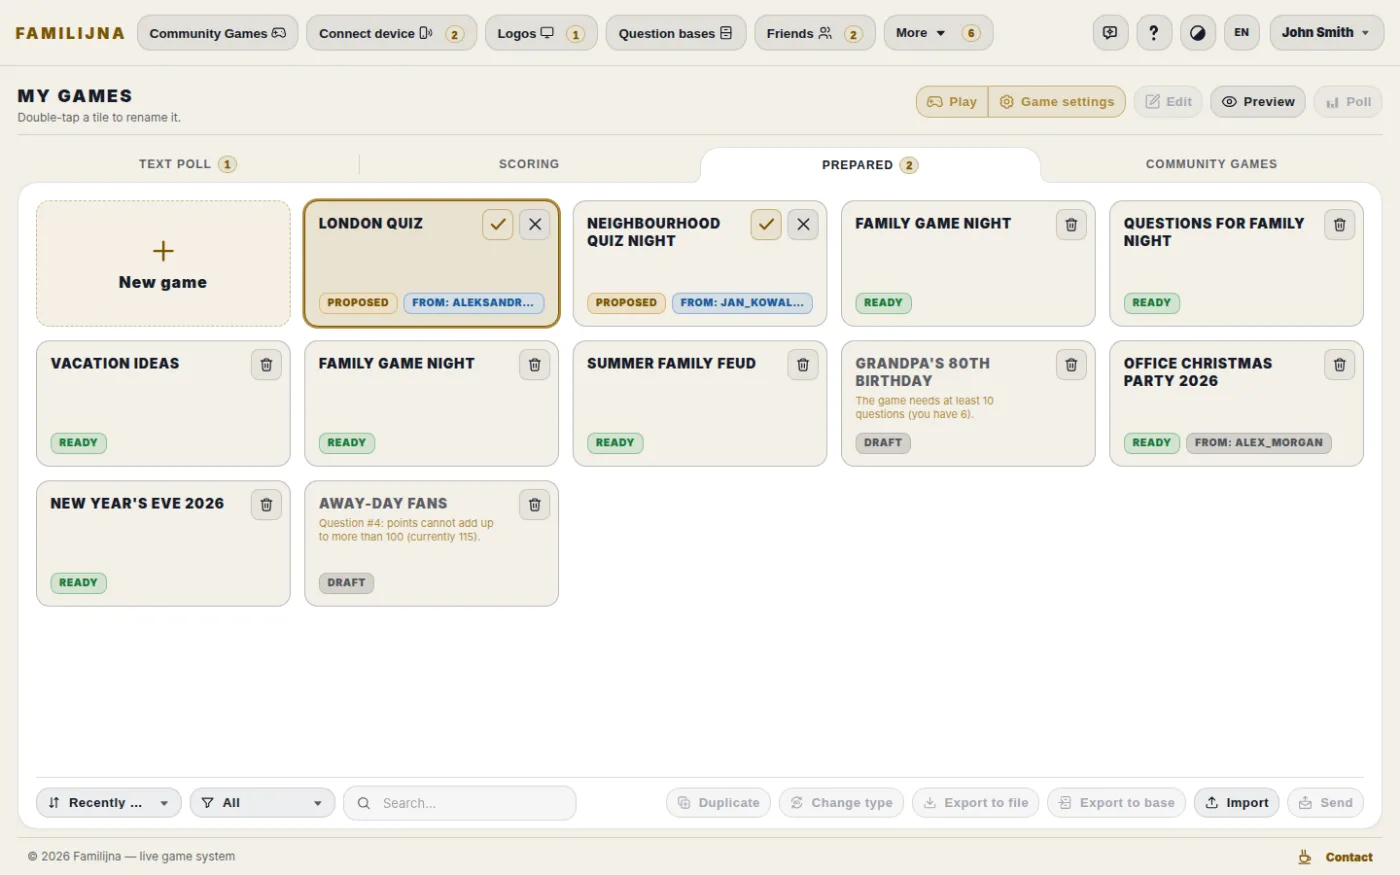 FAMILIJNA
Community Games
Connect device 2
Logos 1
Question bases
Friends 2
More 6
?
EN
John Smith
MY GAMES
Double-tap a tile to rename it.
Play
Game settings
Edit
Preview
Poll
TEXT POLL 1
SCORING
PREPARED 2
COMMUNITY GAMES
+
New game
LONDON QUIZ
PROPOSED
FROM: ALEKSANDR...
NEIGHBOURHOOD
QUIZ NIGHT
PROPOSED
FROM: JAN_KOWAL...
FAMILY GAME NIGHT
READY
QUESTIONS FOR FAMILY
NIGHT
READY
VACATION IDEAS
READY
FAMILY GAME NIGHT
READY
SUMMER FAMILY FEUD
READY
GRANDPA'S 80TH
BIRTHDAY
The game needs at least 10
questions (you have 6).
DRAFT
OFFICE CHRISTMAS
PARTY 2026
READY
FROM: ALEX_MORGAN
NEW YEAR'S EVE 2026
READY
AWAY-DAY FANS
Question #4: points cannot add up
to more than 100 (currently 115).
DRAFT
Recently ...
All
Search...
Duplicate
Change type
Export to file
Export to base
Import
Send
© 2026 Familijna — live game system
Contact